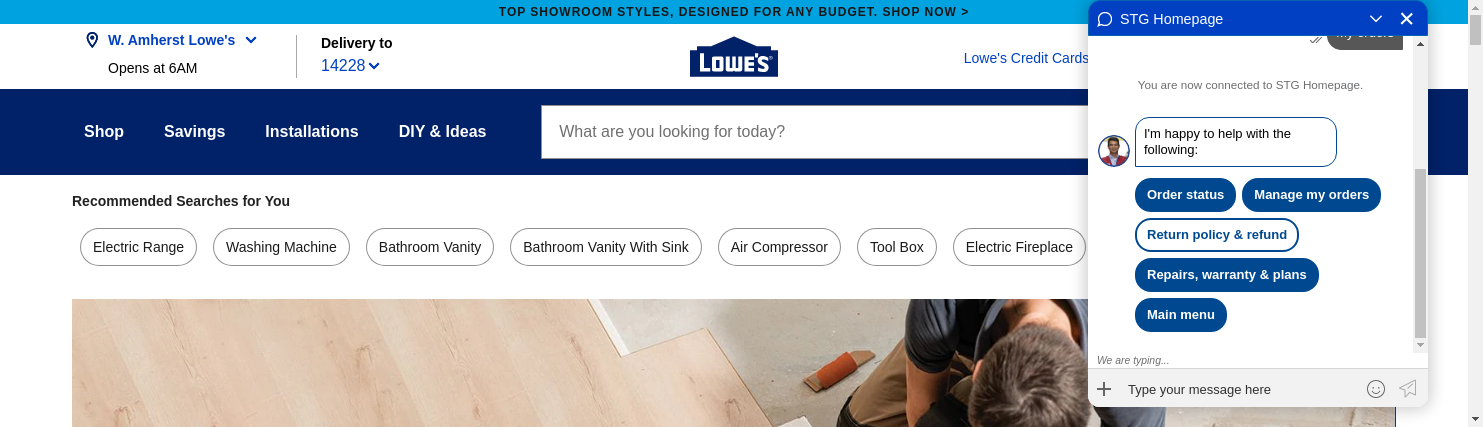 TOP SHOWROOM STYLES, DESIGNED FOR ANY BUDGET. SHOP NOW >
W. Amherst Lowe's
Opens at 6AM
Delivery to
14228
LOWE'S
Lowe's Credit Cards
Shop
Savings
Installations
DIY & Ideas
What are you looking for today?
Recommended Searches for You
Electric Range
Washing Machine
Bathroom Vanity
Bathroom Vanity With Sink
Air Compressor
Tool Box
Electric Fireplace
STG Homepage
my orders
You are now connected to STG Homepage.
I'm happy to help with the
following:
Order status
Manage my orders
Return policy & refund
Repairs, warranty & plans
Main menu
We are typing...
Type your message here